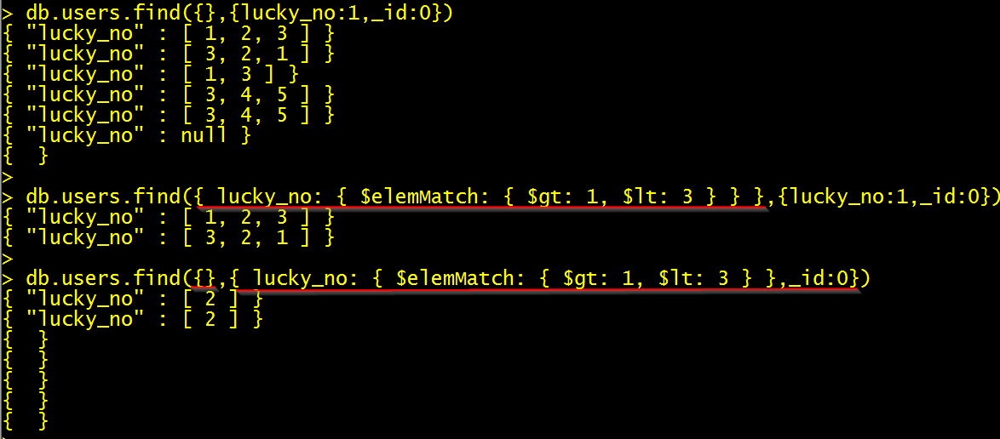 > db.users.find({},{lucky_no:1,_id:0})
{ "lucky_no" : [ 1, 2, 3 ] }
{ "lucky_no" : [ 3, 2, 1 ] }
{ "lucky_no" : [ 1, 3 ] }
{ "lucky_no" : [ 3, 4, 5 ] }
{ "lucky_no" : [ 3, 4, 5 ] }
{ "lucky_no" : null }
{  }
>
> db.users.find({ lucky_no: { $elemMatch: { $gt: 1, $lt: 3 } } },{lucky_no:1,_id:0})
{ "lucky_no" : [ 1, 2, 3 ] }
{ "lucky_no" : [ 3, 2, 1 ] }
>
> db.users.find({},{ lucky_no: { $elemMatch: { $gt: 1, $lt: 3 } },_id:0})
{ "lucky_no" : [ 2 ] }
{ "lucky_no" : [ 2 ] }
{  }
{  }
{  }
{  }
{  }